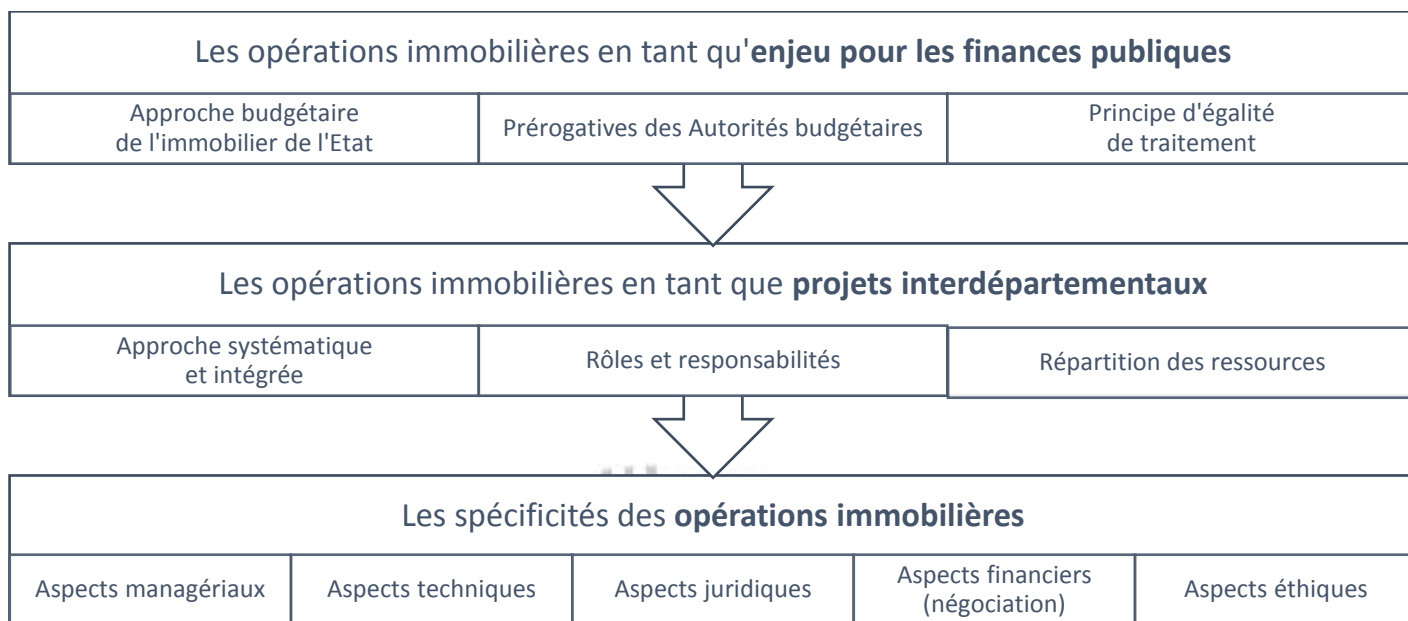 Les opérations immobilières en tant qu'enjeu pour les finances publiques
Approche budgétaire
de l'immobilier de l'Etat
Prérogatives des Autorités budgétaires
Principe d'égalité
de traitement
Les opérations immobilières en tant que projets interdépartementaux
Approche systématique
et intégrée
Rôles et responsabilités
Répartition des ressources
Les spécificités des opérations immobilières
Aspects managériaux
Aspects techniques
Aspects juridiques
Aspects financiers
(négociation)
Aspects éthiques